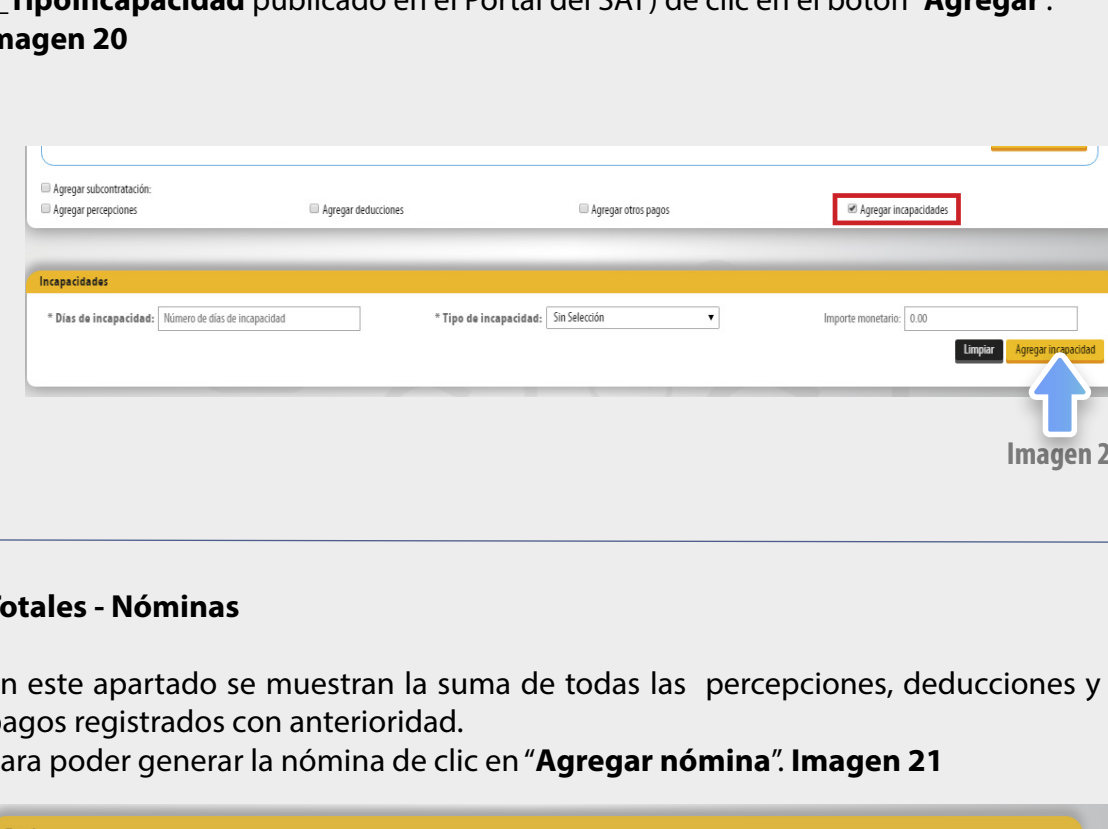 _TipoIncapacidad publicado en el Portal del SAT) de clic en el botón "Agregar".
magen 20
Agregar subcontratación:
Agregar percepciones Agregar deducciones Agregar otros pagos Agregar incapacidades
Incapacidades
* Días de incapacidad: Número de días de incapacidad * Tipo de incapacidad: Sin Selección Importe monetario: 0.00
Limpiar Agregar incapacidad
Imagen 2
Totales - Nóminas
n este apartado se muestran la suma de todas las percepciones, deducciones y
pagos registrados con anterioridad.
ara poder generar la nómina de clic en "Agregar nómina". Imagen 21